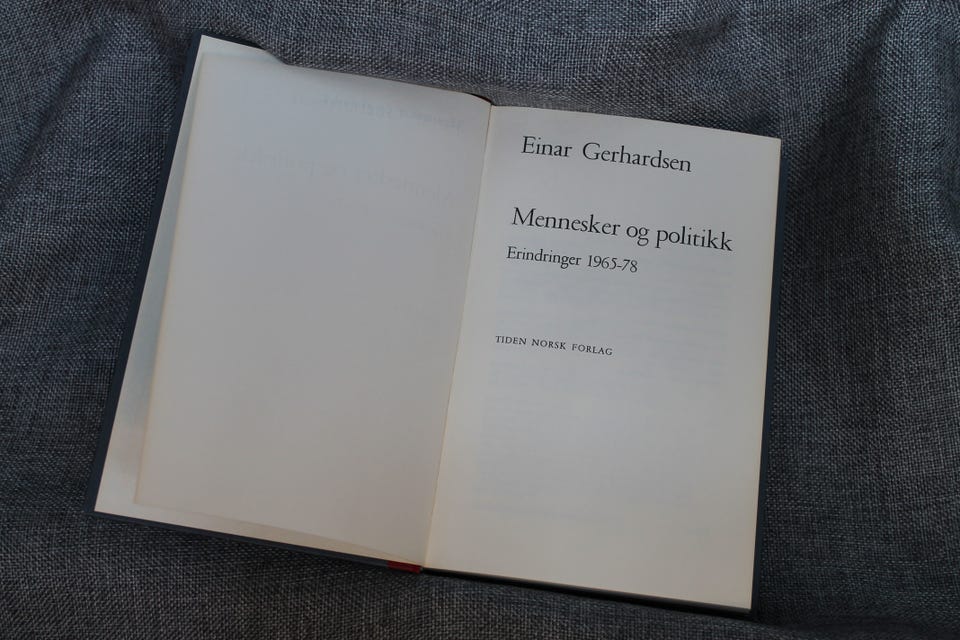 Einar Gerhardsen
Mennesker og politikk
Erindringer 1965-78
TIDEN NORSK FORLAG